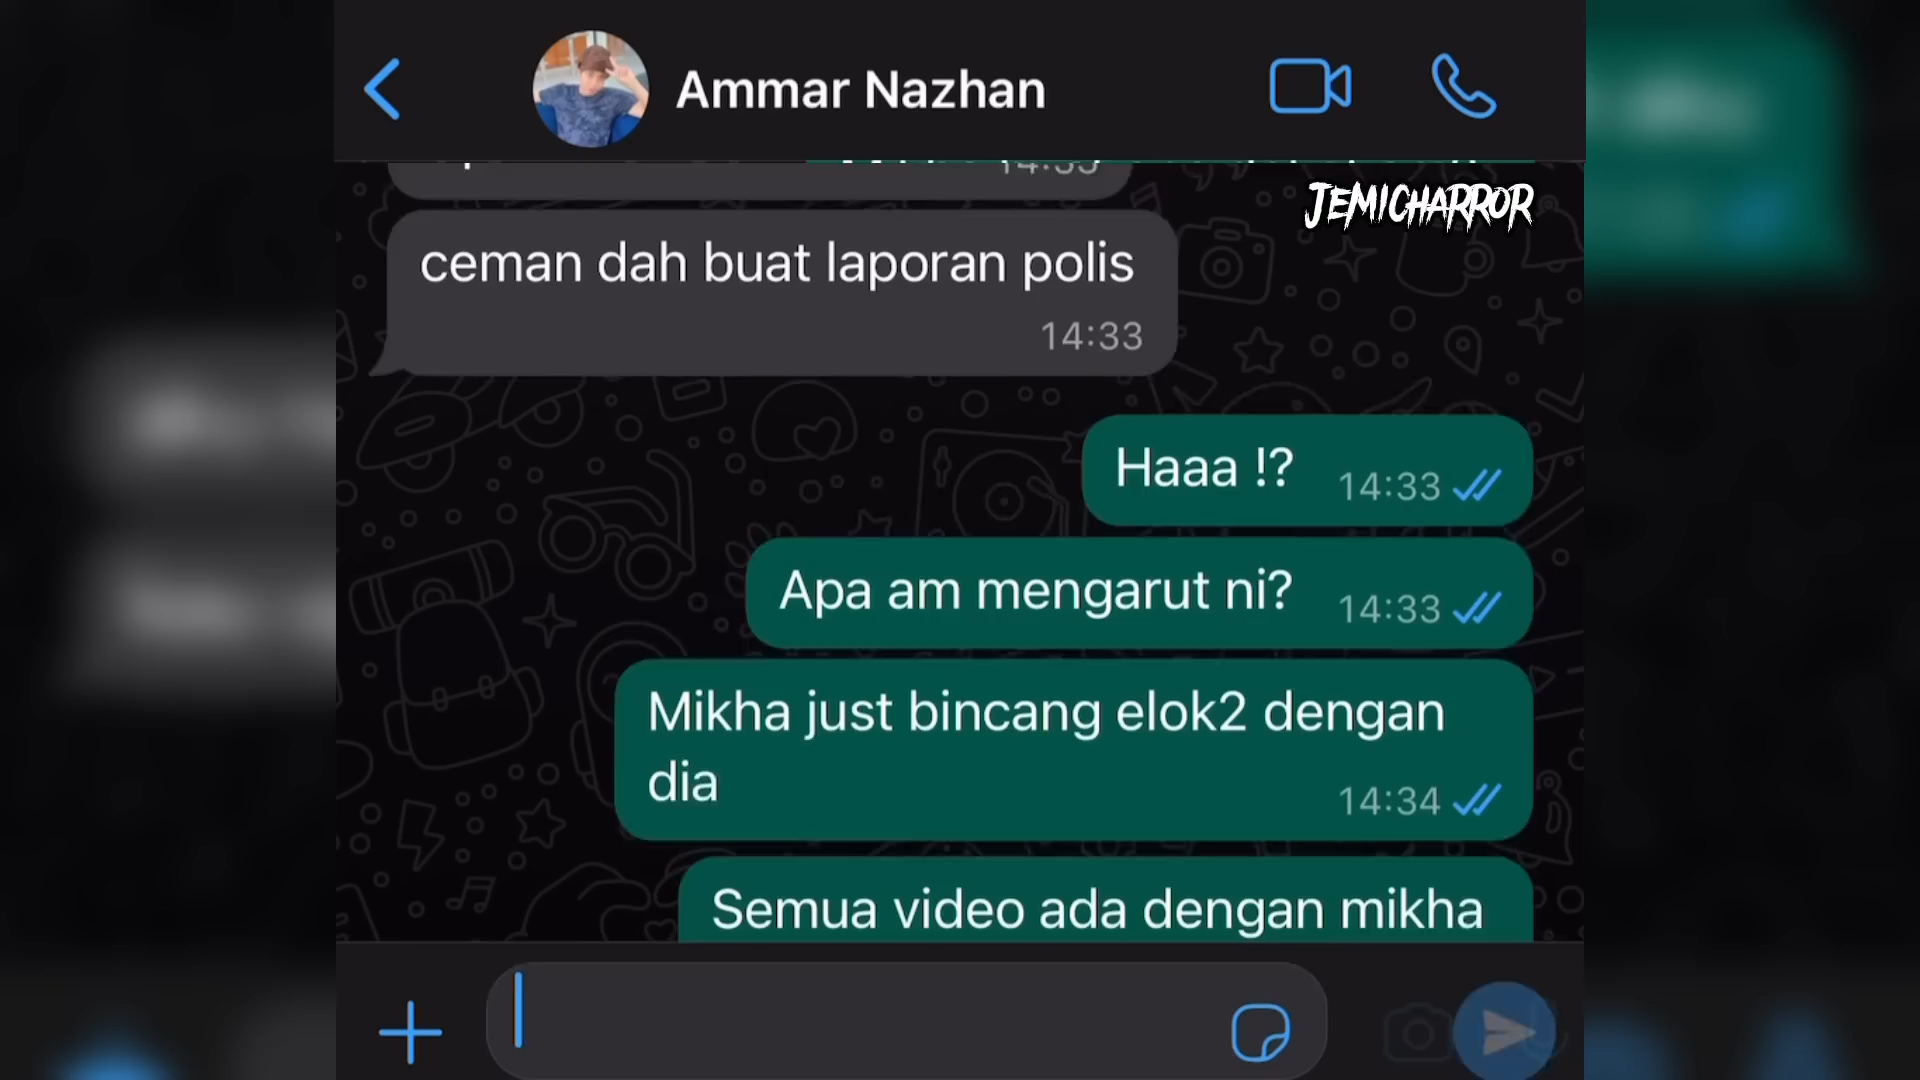 Ammar Nazhan
JEMICHARROR
ceman dah buat laporan polis
14:33
Haaa !? 14:33
Apa am mengarut ni? 14:33
Mikha just bincang elok2 dengan
dia 14:34
Semua video ada dengan mikha